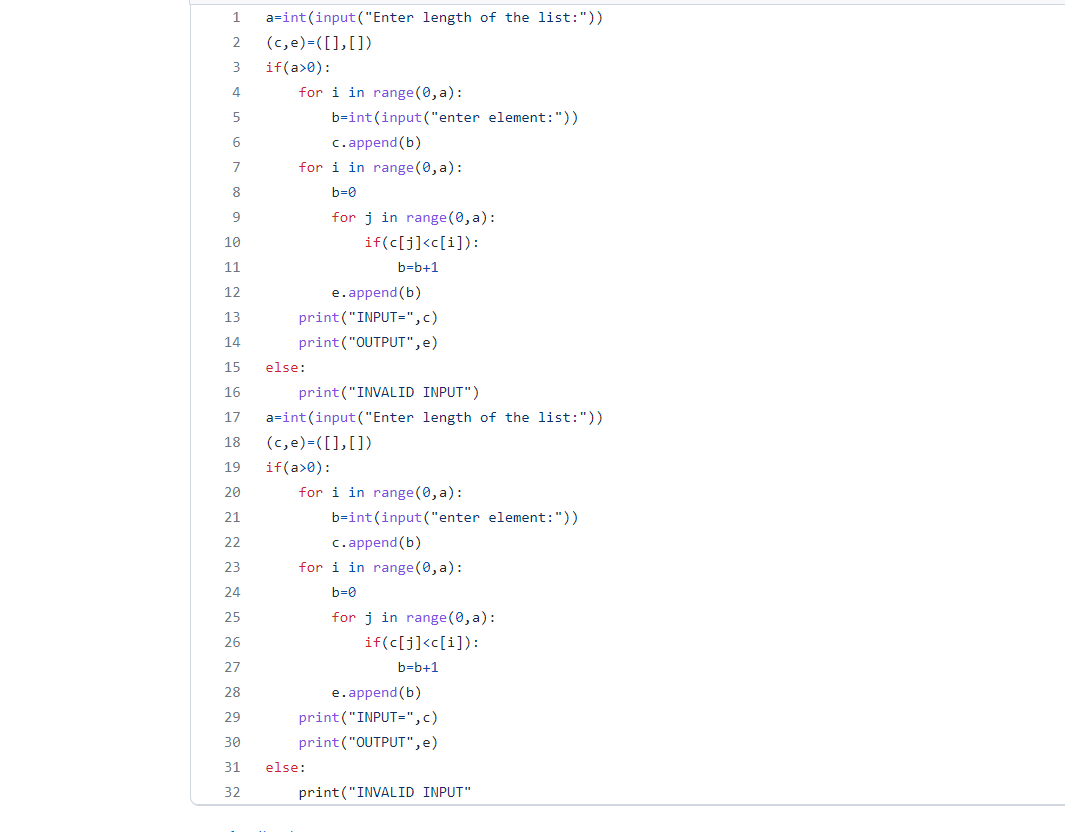 1 a=int(input("Enter length of the list:"))
2 (c,e)=([],[])
3 if(a>0):
4     for i in range(0,a):
5         b=int(input("enter element:"))
6         c.append(b)
7     for i in range(0,a):
8         b=0
9         for j in range(0,a):
10             if(c[j]<c[i]):
11                 b=b+1
12         e.append(b)
13     print("INPUT=",c)
14     print("OUTPUT",e)
15 else:
16     print("INVALID INPUT")
17 a=int(input("Enter length of the list:"))
18 (c,e)=([],[])
19 if(a>0):
20     for i in range(0,a):
21         b=int(input("enter element:"))
22         c.append(b)
23     for i in range(0,a):
24         b=0
25         for j in range(0,a):
26             if(c[j]<c[i]):
27                 b=b+1
28         e.append(b)
29     print("INPUT=",c)
30     print("OUTPUT",e)
31 else:
32     print("INVALID INPUT"